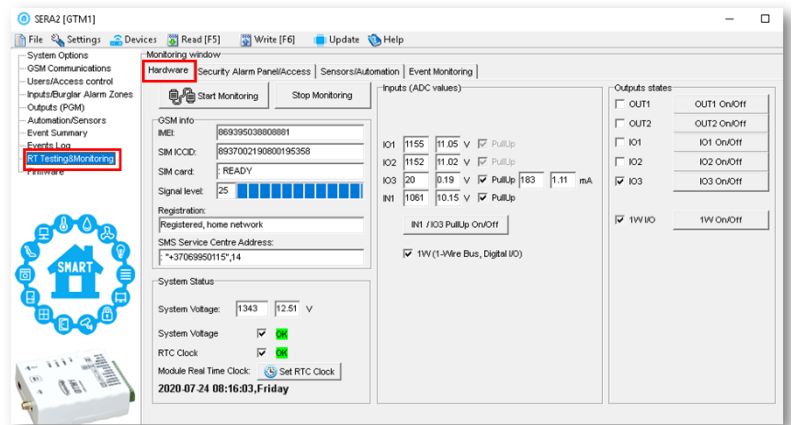 SERA2 [GTM1]
File Settings Devices Read [F5] Write [F6] Update Help
System Options
GSM Communications
Users/Access control
Inputs/Burglar Alarm Zones
Outputs (PGM)
Automation/Sensors
Event Summary
Events Log
RT Testing&Monitoring
Firmware
SMART
Monitoring window
Hardware Security Alarm Panel/Access Sensors/Automation Event Monitoring
Start Monitoring Stop Monitoring
GSM info
IMEI: 869395038808881
SIM ICCID: 8937002190800195358
SIM card: : READY
Signal level: 25
Registration:
Registered, home network
SMS Service Centre Address:
: "+37069950115",14
System Status
System Voltage: 1343 12.51 V
System Voltage OK
RTC Clock OK
Module Real Time Clock: Set RTC Clock
2020-07-24 08:16:03,Friday
Inputs (ADC values)
IO1 1155 11.05 V PullUp
IO2 1152 11.02 V PullUp
IO3 20 0.19 V PullUp 183 1.11 mA
IN1 1061 10.15 V PullUp
IN1 / IO3 PullUp On/Off
1W (1-Wire Bus, Digital I/O)
Outputs states
OUT1 OUT1 On/Off
OUT2 OUT2 On/Off
IO1 IO1 On/Off
IO2 IO2 On/Off
IO3 IO3 On/Off
1W I/O 1W On/Off